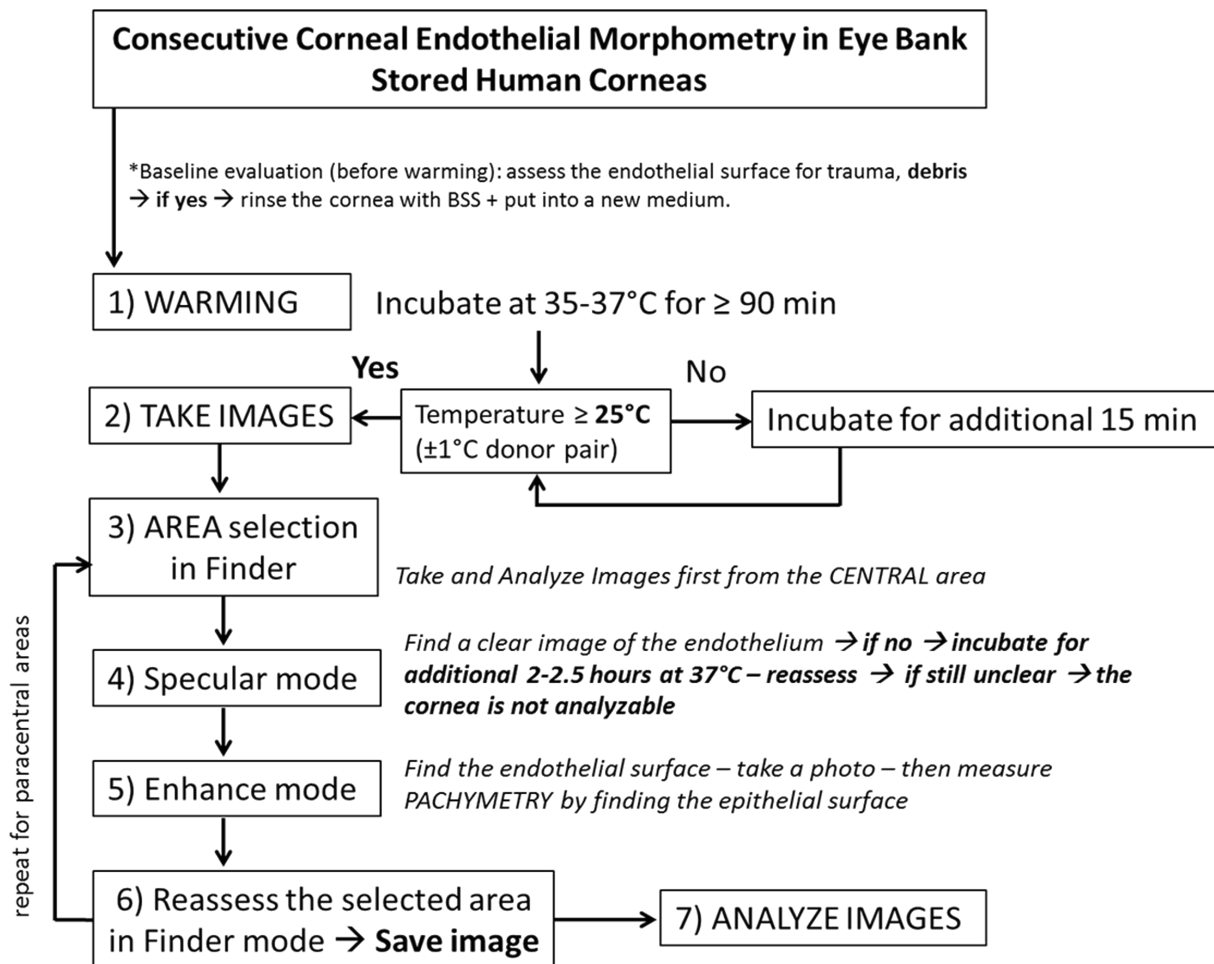 Consecutive Corneal Endothelial Morphometry in Eye Bank
Stored Human Corneas
*Baseline evaluation (before warming): assess the endothelial surface for trauma, debris
→ if yes → rinse the cornea with BSS + put into a new medium.
1) WARMING
Incubate at 35-37°C for ≥ 90 min
Yes
No
2) TAKE IMAGES
Temperature ≥ 25°C
(±1°C donor pair)
Incubate for additional 15 min
3) AREA selection
in Finder
Take and Analyze Images first from the CENTRAL area
4) Specular mode
Find a clear image of the endothelium → if no → incubate for
additional 2-2.5 hours at 37°C – reassess → if still unclear → the
cornea is not analyzable
5) Enhance mode
Find the endothelial surface – take a photo – then measure
PACHYMETRY by finding the epithelial surface
repeat for paracentral areas
6) Reassess the selected area
in Finder mode → Save image
7) ANALYZE IMAGES